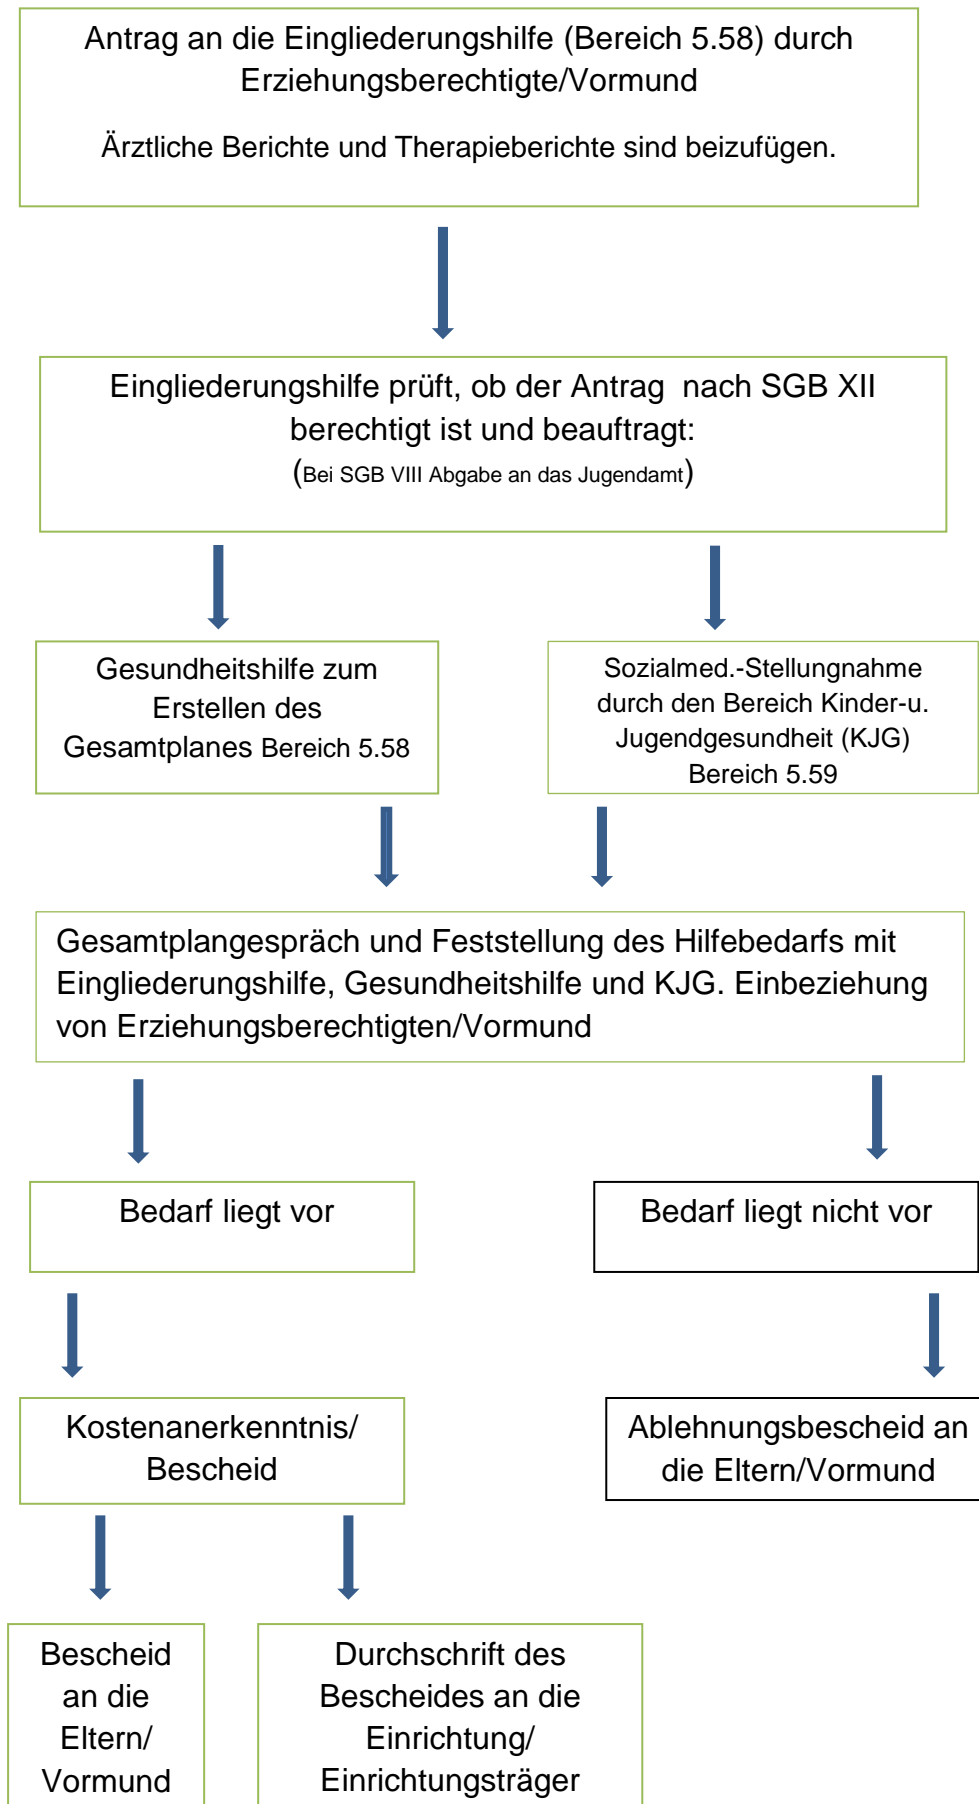 Antrag an die Eingliederungshilfe (Bereich 5.58) durch
Erziehungsberechtigte/Vormund
Ärztliche Berichte und Therapieberichte sind beizufügen.
Eingliederungshilfe prüft, ob der Antrag  nach SGB XII
berechtigt ist und beauftragt:
(Bei SGB VIII Abgabe an das Jugendamt)
Gesundheitshilfe zum
Erstellen des
Gesamtplanes Bereich 5.58
Sozialmed.-Stellungnahme
durch den Bereich Kinder-u.
Jugendgesundheit (KJG)
Bereich 5.59
Gesamtplangespräch und Feststellung des Hilfebedarfs mit
Eingliederungshilfe, Gesundheitshilfe und KJG. Einbeziehung
von Erziehungsberechtigten/Vormund
Bedarf liegt vor
Bedarf liegt nicht vor
Kostenanerkenntnis/
Bescheid
Ablehnungsbescheid an
die Eltern/Vormund
Bescheid
an die
Eltern/
Vormund
Durchschrift des
Bescheides an die
Einrichtung/
Einrichtungsträger